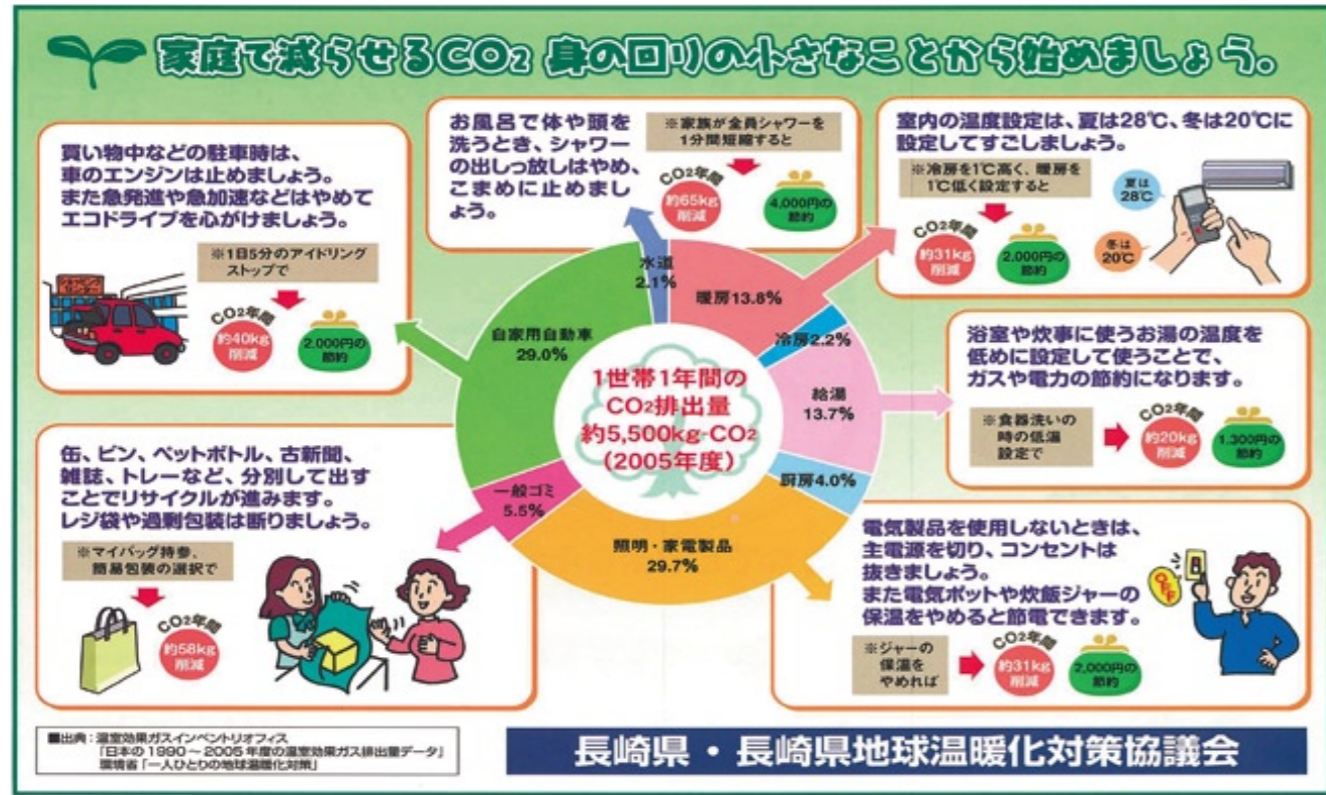 家庭で減らせるCO2 身の回りの小さなことから始めましょう。
買い物中などの駐車時は、
車のエンジンは止めましょう。
また急発進や急加速などはやめて
エコドライブを心がけましょう。
※1日5分のアイドリング
ストップで
CO2年間
約40kg
削減
2,000円の
節約
お風呂で体や頭を
洗うとき、シャワー
の出しっ放しはやめ、
こまめに止めまし
ょう。
※家族が全員シャワーを
1分間短縮すると
CO2年間
約65kg
削減
4,000円の
節約
室内の温度設定は、夏は28℃、冬は20℃に
設定してすごしましょう。
※冷房を1℃高く、暖房を
1℃低く設定すると
CO2年間
約31kg
削減
2,000円の
節約
夏は
28℃
冬は
20℃
水道
2.1%
暖房13.8%
冷房2.2%
給湯
13.7%
厨房4.0%
照明・家電製品
29.7%
一般ゴミ
5.5%
自家用自動車
29.0%
1世帯1年間の
CO2排出量
約5,500kg-CO2
(2005年度)
浴室や炊事に使うお湯の温度を
低めに設定して使うことで、
ガスや電力の節約になります。
※食器洗いの
時の低温
設定で
CO2年間
約20kg
削減
1,300円の
節約
缶、ビン、ペットボトル、古新聞、
雑誌、トレーなど、分別して出す
ことでリサイクルが進みます。
レジ袋や過剰包装は断りましょう。
※マイバッグ持参、
簡易包装の選択で
CO2年間
約58kg
削減
電気製品を使用しないときは、
主電源を切り、コンセントは
抜きましょう。
また電気ポットや炊飯ジャーの
保温をやめると節電できます。
※ジャーの
保温を
やめれば
CO2年間
約31kg
削減
2,000円の
節約
OFF
■出典:温室効果ガスインベントリオフィス
「日本の1990~2005年度の温室効果ガス排出量データ」
環境省「一人ひとりの地球温暖化対策」
長崎県・長崎県地球温暖化対策協議会